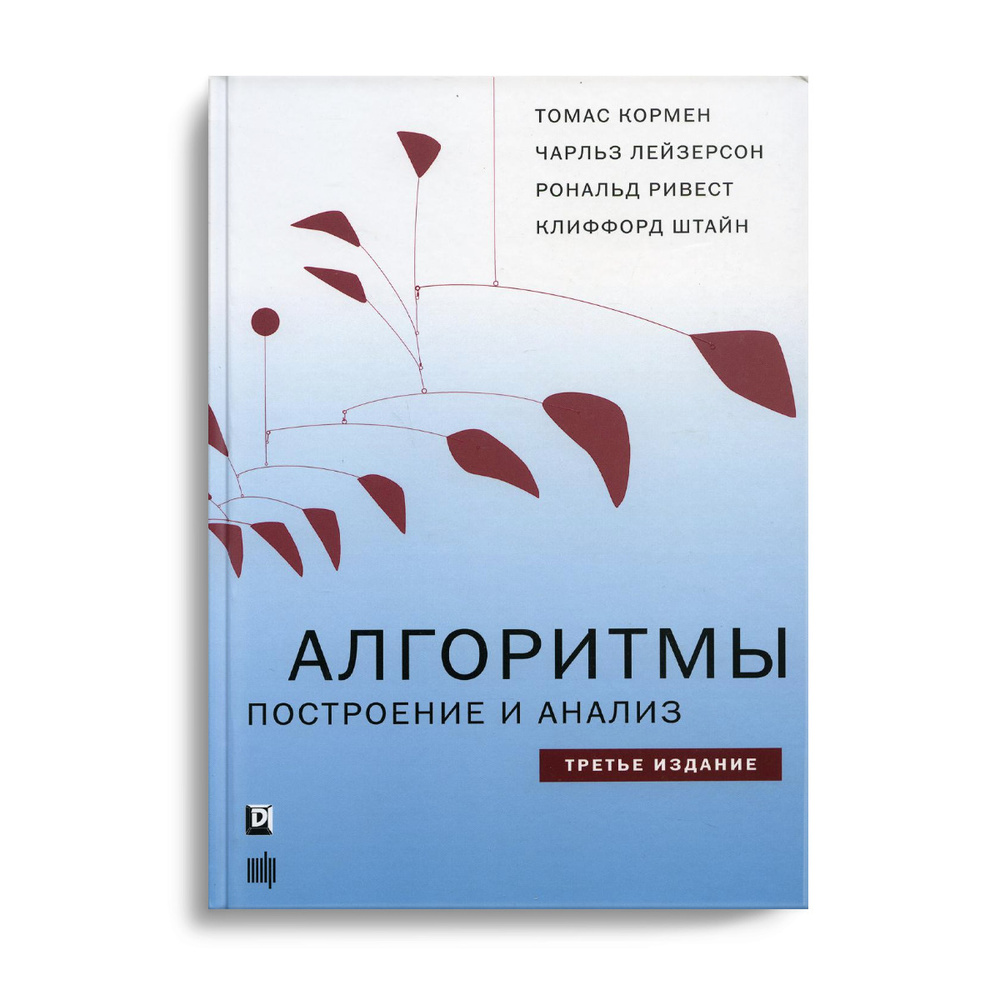 ТОМАС КОРМЕН
ЧАРЛЬЗ ЛЕЙЗЕРСОН
РОНАЛЬД РИВЕСТ
КЛИФФОРД ШТАЙН
АЛГОРИТМЫ
ПОСТРОЕНИЕ И АНАЛИЗ
ТРЕТЬЕ ИЗДАНИЕ
D